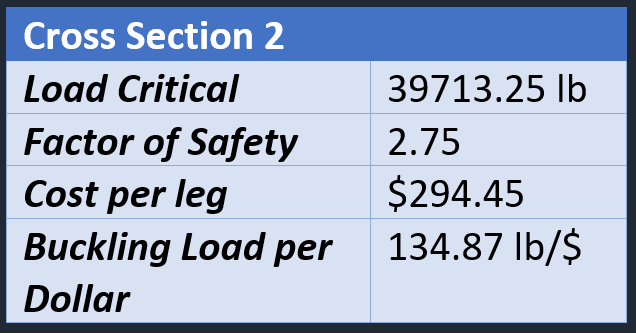 Cross Section 2
Load Critical 39713.25 lb
Factor of Safety 2.75
Cost per leg $294.45
Buckling Load per 134.87 lb/$
Dollar